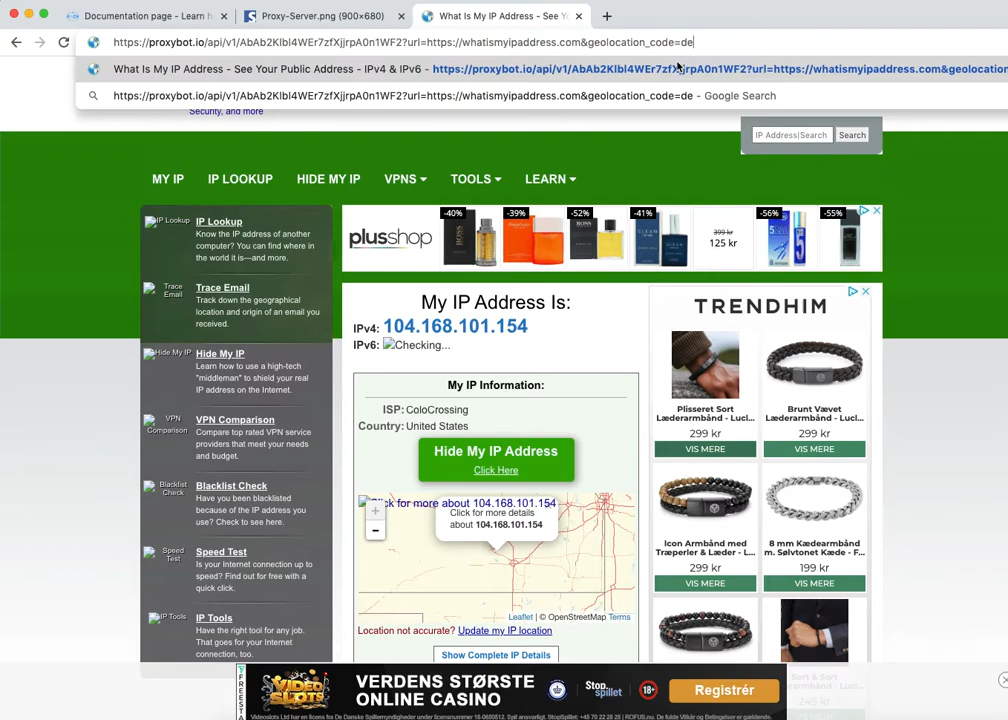 Documentation page - Learn h
Proxy-Server.png (900×680)
What Is My IP Address - See Y
https://proxybot.io/api/v1/AbAb2KIbl4WEr7zfXjjrpA0n1WF2?url=https://whatismyipaddress.com&geolocation_code=de
What Is My IP Address - See Your Public Address - IPv4 & IPv6 - https://proxybot.io/api/v1/AbAb2KIbl4WEr7zfXjjrpA0n1WF2?url=https://whatismyipaddress.com&geolocation
https://proxybot.io/api/v1/AbAb2KIbl4WEr7zfXjjrpA0n1WF2?url=https://whatismyipaddress.com&geolocation_code=de - Google Search
Security, and more
IP Address|Search Search
MY IP IP LOOKUP HIDE MY IP VPNS TOOLS LEARN
IP Lookup
IP Lookup
Know the IP address of another
computer? You can find where in
the world it is—and more.
Trace
Email
Trace Email
Track down the geographical
location and origin of an email you
received.
Hide My IP
Hide My IP
Learn how to use a high-tech
"middleman" to shield your real
IP address on the Internet.
VPN
Comparison
VPN Comparison
Compare top rated VPN service
providers that meet your needs
and budget.
Blacklist
Check
Blacklist Check
Have you been blacklisted
because of the IP address you
use? Check to see here.
Speed
Test
Speed Test
Is your Internet connection up to
speed? Find out for free with a
quick click.
IP Tools
IP Tools
Have the right tool for any job.
That goes for your Internet
connection, too.
plusshop
-40% -39% -52% -41% -56% -55%
399 kr
125 kr
My IP Address Is:
IPv4: 104.168.101.154
IPv6: Checking...
My IP Information:
ISP: ColoCrossing
Country: United States
Hide My IP Address
Click Here
Click for more about 104.168.101.154
+
-
Click for more details
about 104.168.101.154
Leaflet | © OpenStreetMap Terms
Location not accurate? Update my IP location
Show Complete IP Details
TRENDHIM
Plisseret Sort
Læderarmbånd - Lucl...
299 kr
VIS MERE
Brunt Vævet
Læderarmbånd - Lucl...
299 kr
VIS MERE
Icon Armbånd med
Træperler & Læder - L...
299 kr
VIS MERE
8 mm Kædearmbånd
m. Sølvtonet Kæde - F...
199 kr
VIS MERE
VIDEO
SLOTS
VERDENS STØRSTE
ONLINE CASINO
Stop
spillet
18+
Registrér